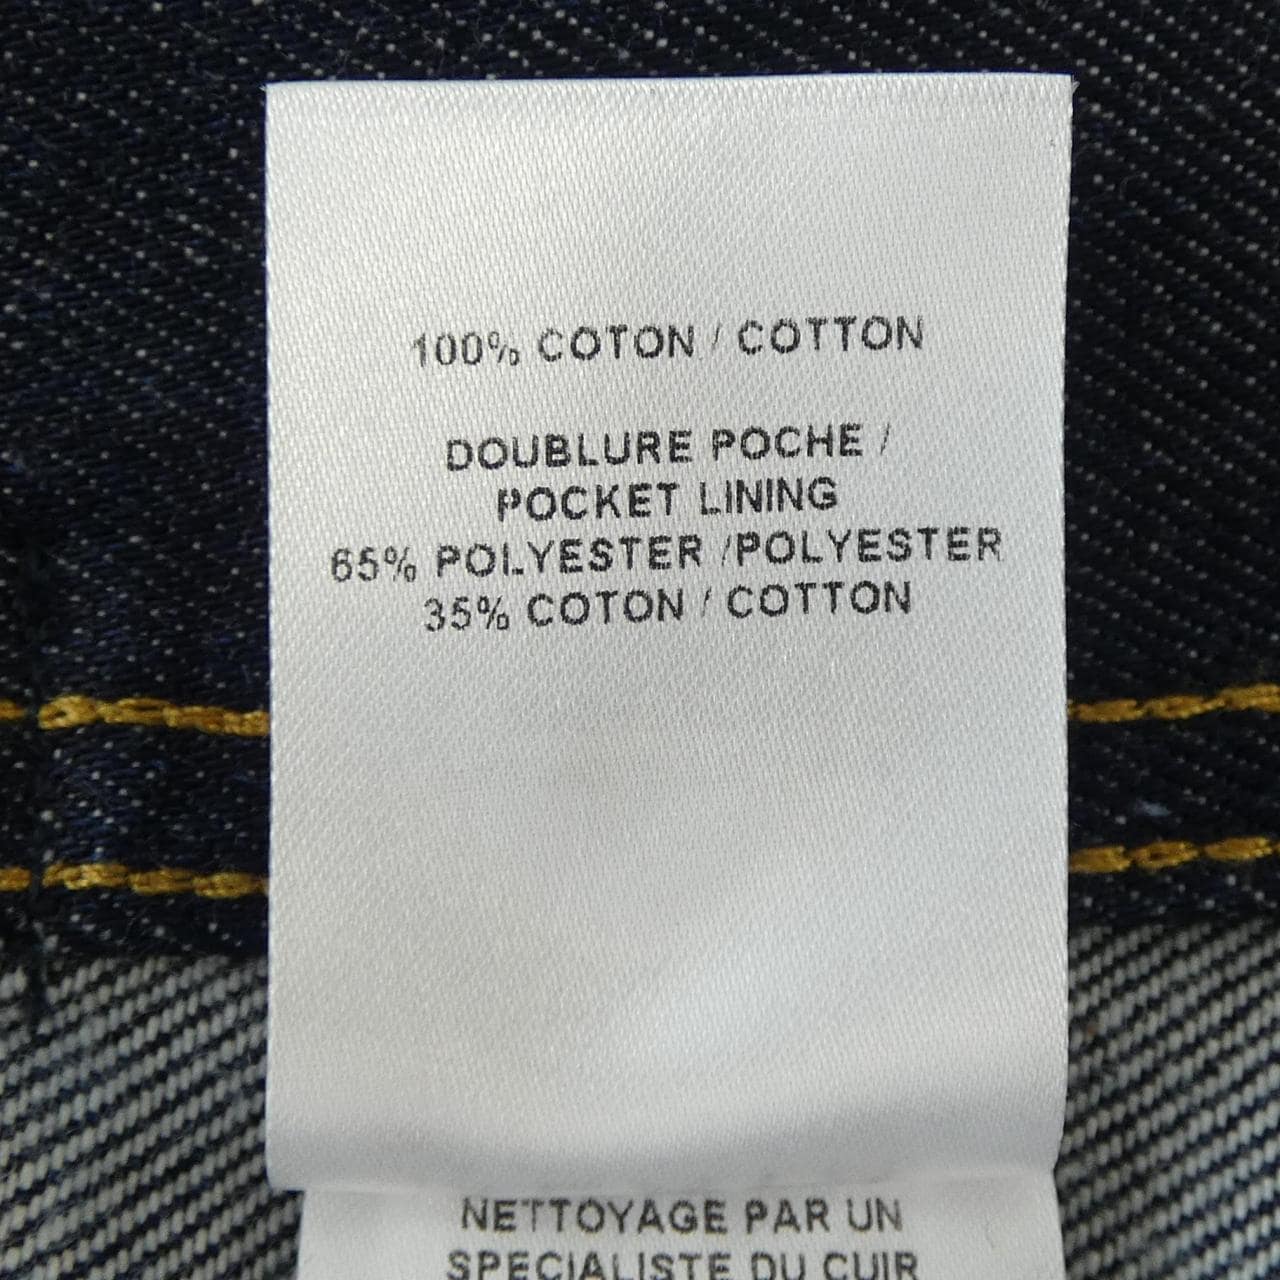 100% COTON / COTTON
DOUBLURE POCHE /
POCKET LINING
65% POLYESTER /POLYESTER
35% COTON / COTTON
NETTOYAGE PAR UN
SPECIALISTE DU CUIR